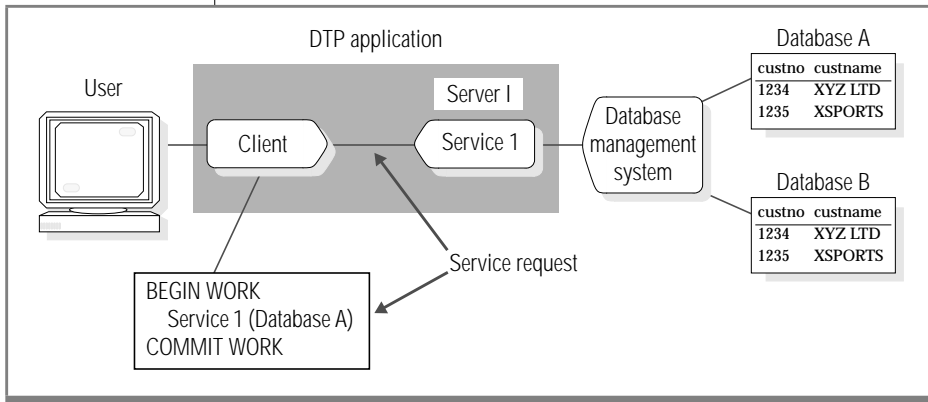 DTP application
User
Server I
Client
Service 1
Database
management
system
Database A
custno custname
1234 XYZ LTD
1235 XSPORTS
Database B
custno custname
1234 XYZ LTD
1235 XSPORTS
Service request
BEGIN WORK
Service 1 (Database A)
COMMIT WORK